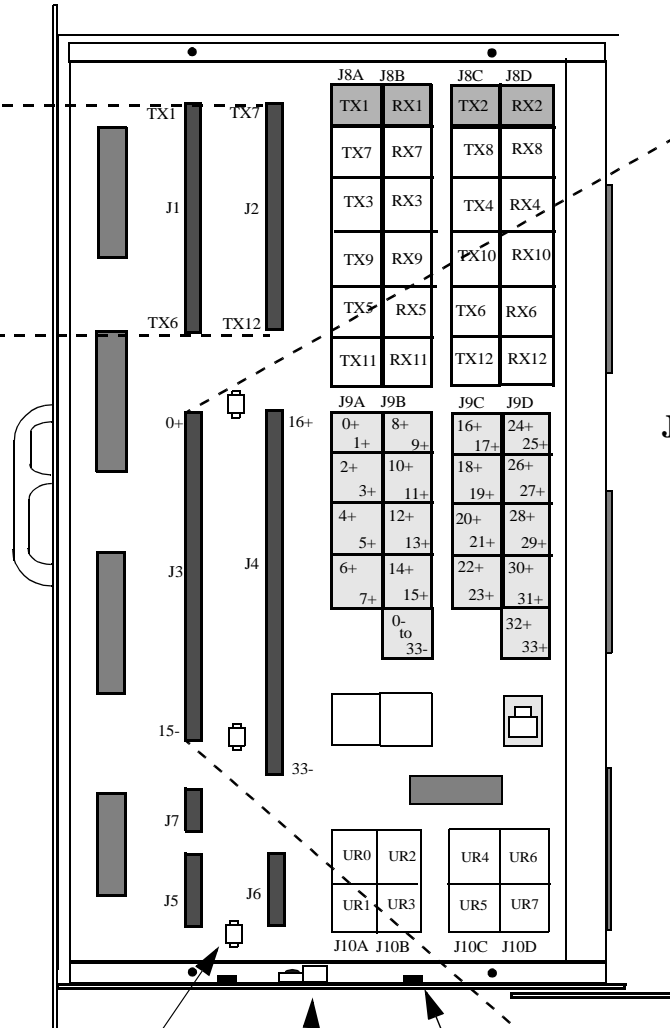 J8A J8B J8C J8D
TX1 RX1 TX2 RX2
TX1 TX7
TX7 RX7 TX8 RX8
J1 J2
TX3 RX3 TX4 RX4
TX9 RX9 TX10 RX10
TX6 TX12
TX5 RX5 TX6 RX6
TX11 RX11 TX12 RX12
J9A J9B J9C J9D
0+ 16+
0+ 8+ 16+ 24+
1+ 9+ 17+ 25+
J
2+ 10+ 18+ 26+
3+ 11+ 19+ 27+
4+ 12+ 20+ 28+
5+ 13+ 21+ 29+
J3 J4
6+ 14+ 22+ 30+
7+ 15+ 23+ 31+
0- 32+
to
33- 33+
15-
33-
J7
UR0 UR2 UR4 UR6
J5 J6
UR1 UR3 UR5 UR7
J10A J10B J10C J10D